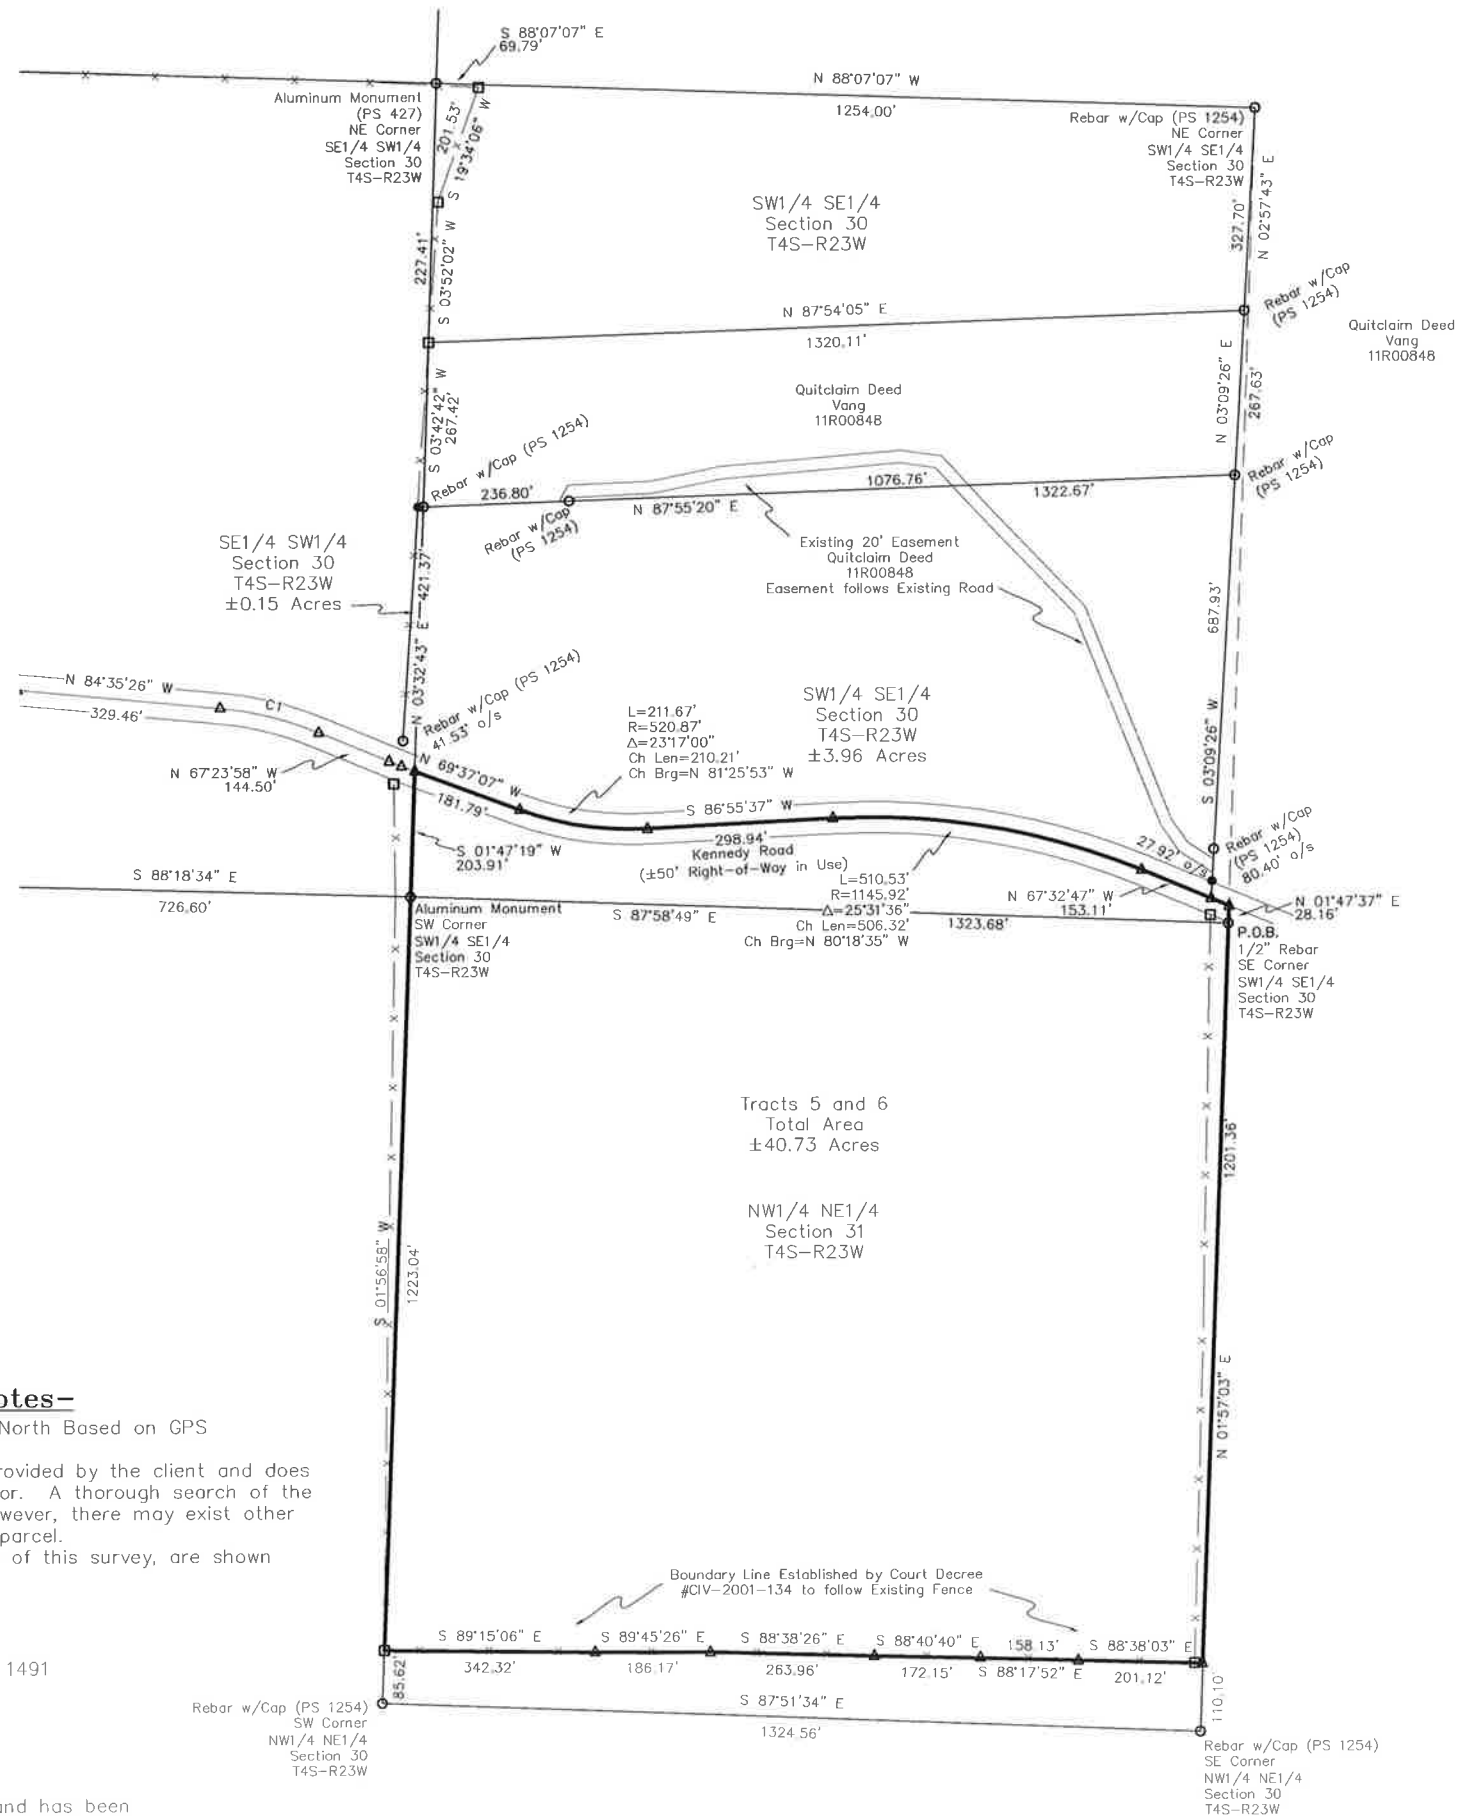 S 88°07'07" E
69.79'
N 88°07'07" W
1254.00'
Aluminum Monument
(PS 427)
NE Corner
SE1/4 SW1/4
Section 30
T4S-R23W
201.53'
S 19°34'06" W
Rebar w/Cap (PS 1254)
NE Corner
SW1/4 SE1/4
Section 30
T4S-R23W
N 02°57'43" E
327.70'
SW1/4 SE1/4
Section 30
T4S-R23W
227.41'
S 03°52'02" W
N 87°54'05" E
1320.11'
Rebar w/Cap
(PS 1254)
Quitclaim Deed
Vang
11R00848
Quitclaim Deed
Vang
11R00848
N 03°09'26" E
267.63'
S 03°42'42" W
267.42'
Rebar w/Cap (PS 1254)
236.80'
Rebar w/Cap
(PS 1254)
N 87°55'20" E
1076.76'
1322.67'
Rebar w/Cap
(PS 1254)
Existing 20' Easement
Quitclaim Deed
11R00848
Easement follows Existing Road
SE1/4 SW1/4
Section 30
T4S-R23W
±0.15 Acres
421.37'
N 03°32'43" E
687.93'
S 03°09'26" W
N 84°35'26" W
329.46'
C1
Rebar w/Cap (PS 1254)
41.53' o/s
L=211.67'
R=520.87'
Δ=23°17'00"
Ch Len=210.21'
Ch Brg=N 81°25'53" W
SW1/4 SE1/4
Section 30
T4S-R23W
±3.96 Acres
N 67°23'58" W
144.50'
N 69°37'07" W
181.79'
S 86°55'37" W
298.94'
Kennedy Road
(±50' Right-of-Way in Use)
S 01°47'19" W
203.91'
L=510.53'
R=1145.92'
Δ=25°31'36"
Ch Len=506.32'
Ch Brg=N 80°18'35" W
27.92' o/s
Rebar w/Cap
(PS 1254)
80.40' o/s
N 67°32'47" W
153.11'
N 01°47'37" E
28.16'
S 88°18'34" E
726.60'
S 87°58'49" E
1323.68'
Aluminum Monument
SW Corner
SW1/4 SE1/4
Section 30
T4S-R23W
P.O.B.
1/2" Rebar
SE Corner
SW1/4 SE1/4
Section 30
T4S-R23W
Tracts 5 and 6
Total Area
±40.73 Acres
NW1/4 NE1/4
Section 31
T4S-R23W
S 01°56'58" W
1223.04'
1201.36'
N 01°57'03" E
otes-
North Based on GPS
rovided by the client and does
or. A thorough search of the
wever, there may exist other
parcel.
of this survey, are shown
Boundary Line Established by Court Decree
#CIV-2001-134 to follow Existing Fence
S 89°15'06" E
342.32'
S 89°45'26" E
186.17'
S 88°38'26" E
263.96'
S 88°40'40" E
172.15'
158.13'
S 88°17'52" E
S 88°38'03" E
201.12'
1491
85.62'
110.10'
S 87°51'34" E
1324.56'
Rebar w/Cap (PS 1254)
SW Corner
NW1/4 NE1/4
Section 30
T4S-R23W
Rebar w/Cap (PS 1254)
SE Corner
NW1/4 NE1/4
Section 30
T4S-R23W
and has been